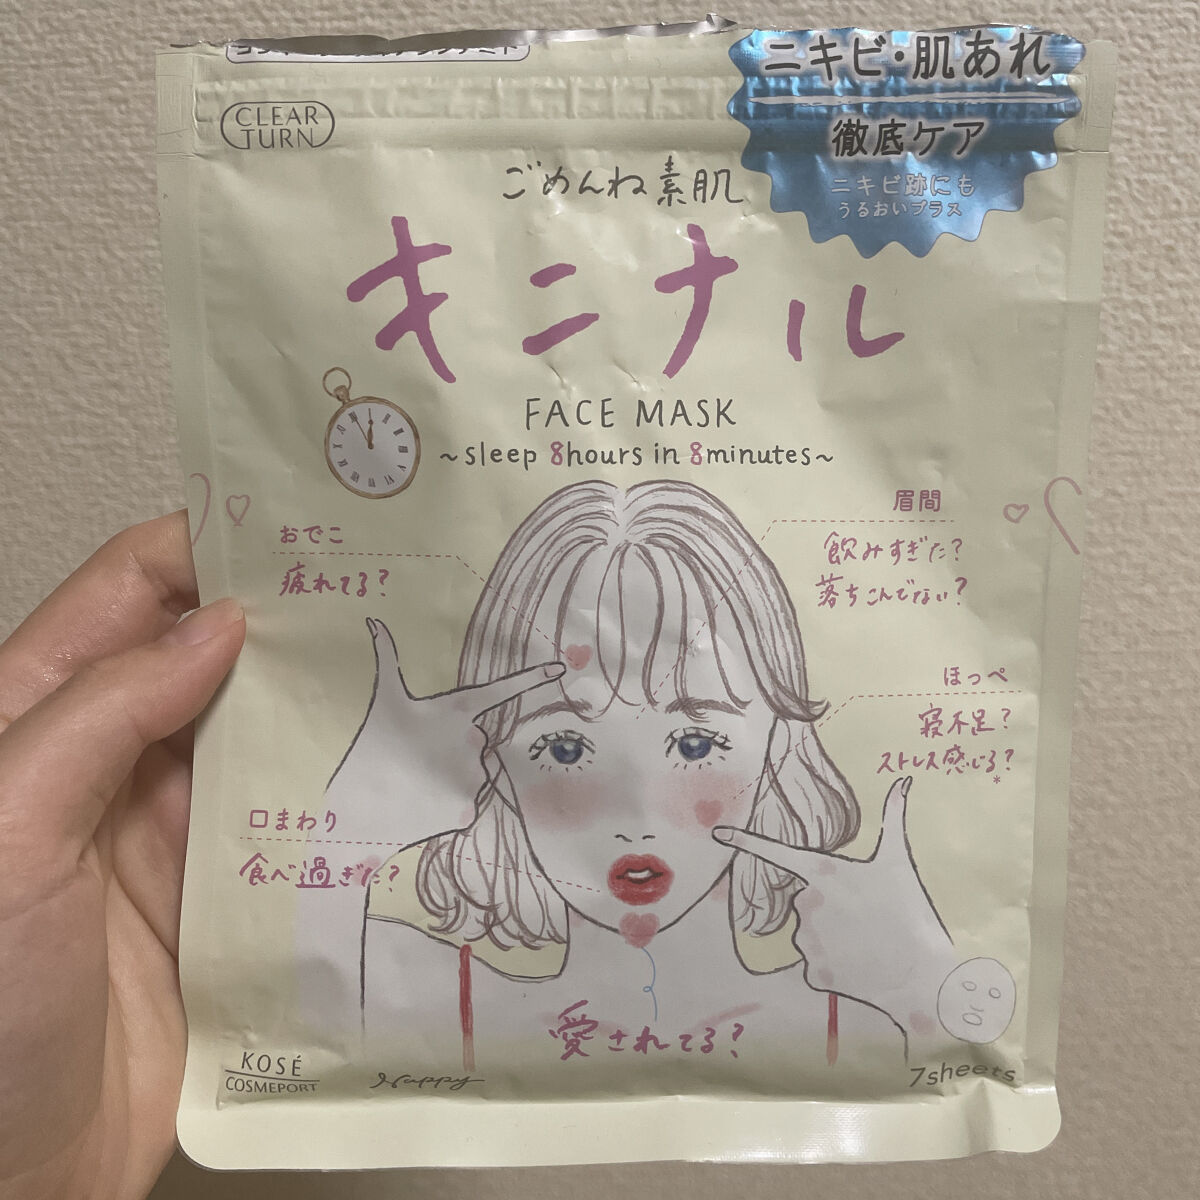 ニキビ・肌あれ
徹底ケア
ニキビ跡にも
うるおいプラス
CLEAR
TURN
ごめんね素肌
キニナル
FACE MASK
~sleep 8hours in 8minutes~
おでこ
疲れてる?
眉間
飲みすぎた?
落ちこんでない?
ほっぺ
寝不足?
ストレス感じる?
*
口まわり
食べ過ぎた?
愛されてる?
KOSÉ
COSMEPORT
Nappy
7sheets